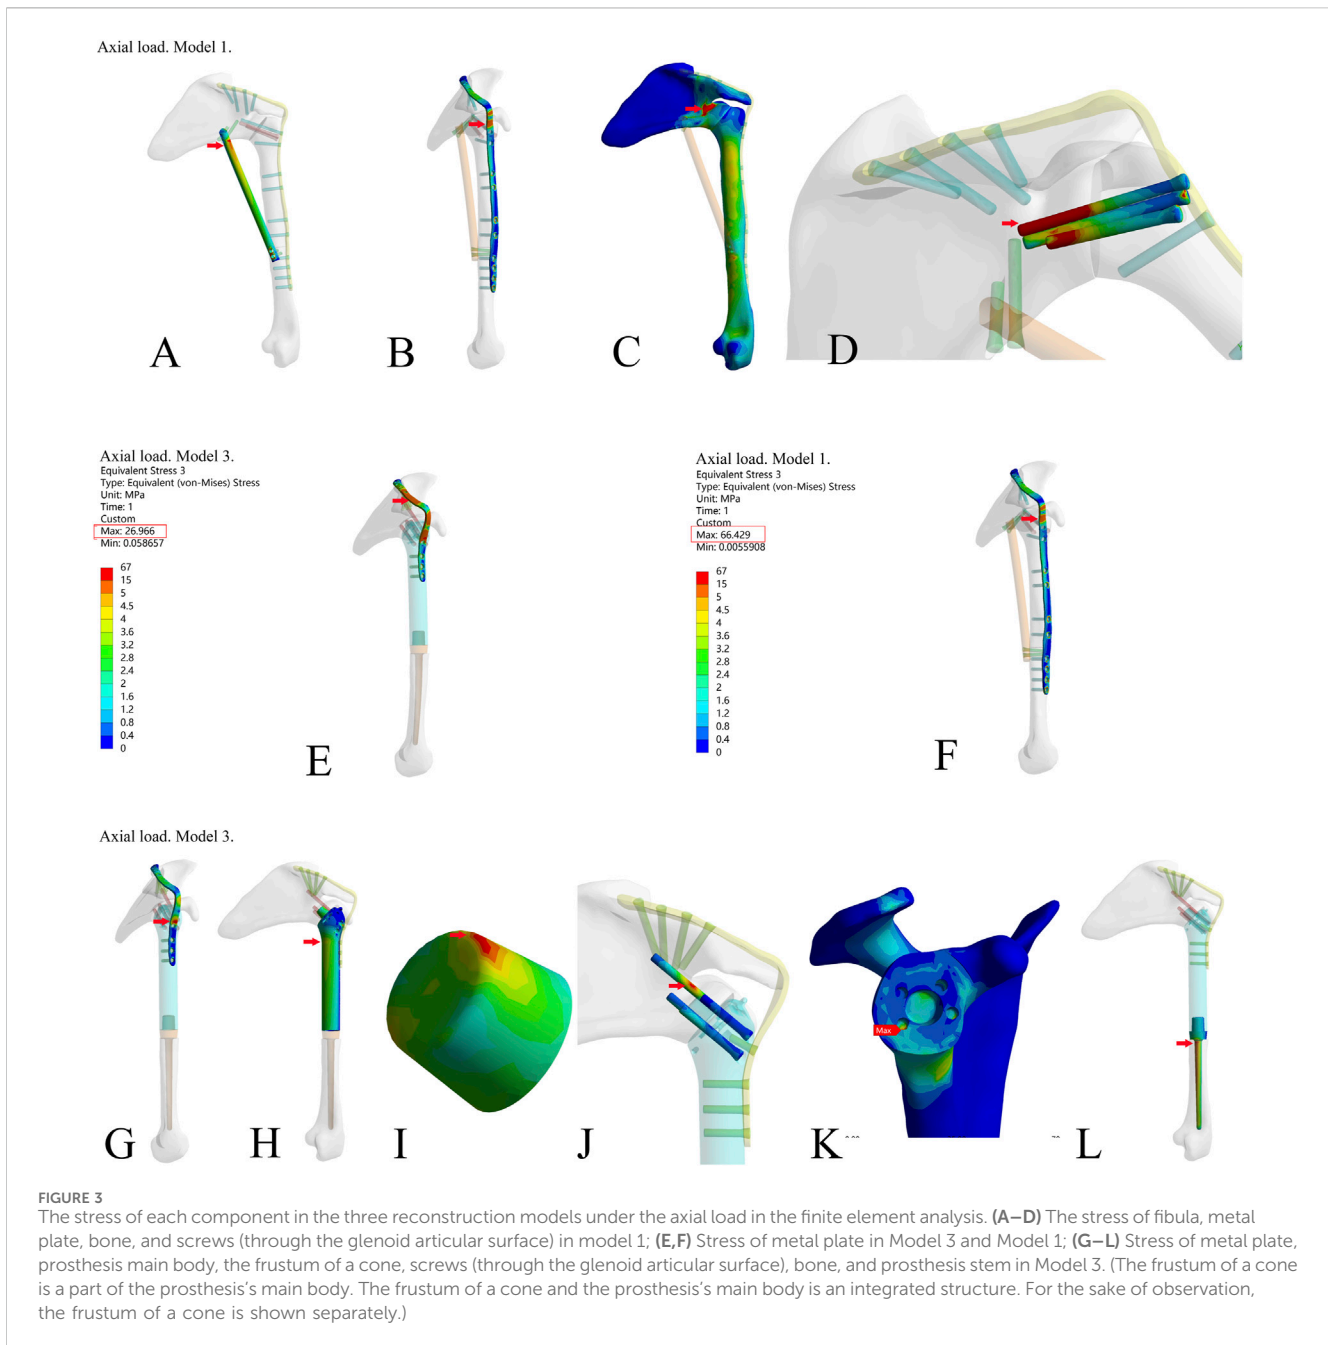 Axial load. Model 1.
A
B
C
D
Axial load. Model 3.
Equivalent Stress 3
Type: Equivalent (von-Mises) Stress
Unit: MPa
Time: 1
Custom
Max: 26.966
Min: 0.058657
67
15
5
4.5
4
3.6
3.2
2.8
2.4
2
1.6
1.2
0.8
0.4
0
E
Axial load. Model 1.
Equivalent Stress 3
Type: Equivalent (von-Mises) Stress
Unit: MPa
Time: 1
Custom
Max: 66.429
Min: 0.0055908
67
15
5
4.5
4
3.6
3.2
2.8
2.4
2
1.6
1.2
0.8
0.4
0
F
Axial load. Model 3.
G
H
I
J
Max
K
L
FIGURE 3
The stress of each component in the three reconstruction models under the axial load in the finite element analysis. (A–D) The stress of fibula, metal
plate, bone, and screws (through the glenoid articular surface) in model 1; (E,F) Stress of metal plate in Model 3 and Model 1; (G–L) Stress of metal plate,
prosthesis main body, the frustum of a cone, screws (through the glenoid articular surface), bone, and prosthesis stem in Model 3. (The frustum of a cone
is a part of the prosthesis's main body. The frustum of a cone and the prosthesis's main body is an integrated structure. For the sake of observation,
the frustum of a cone is shown separately.)